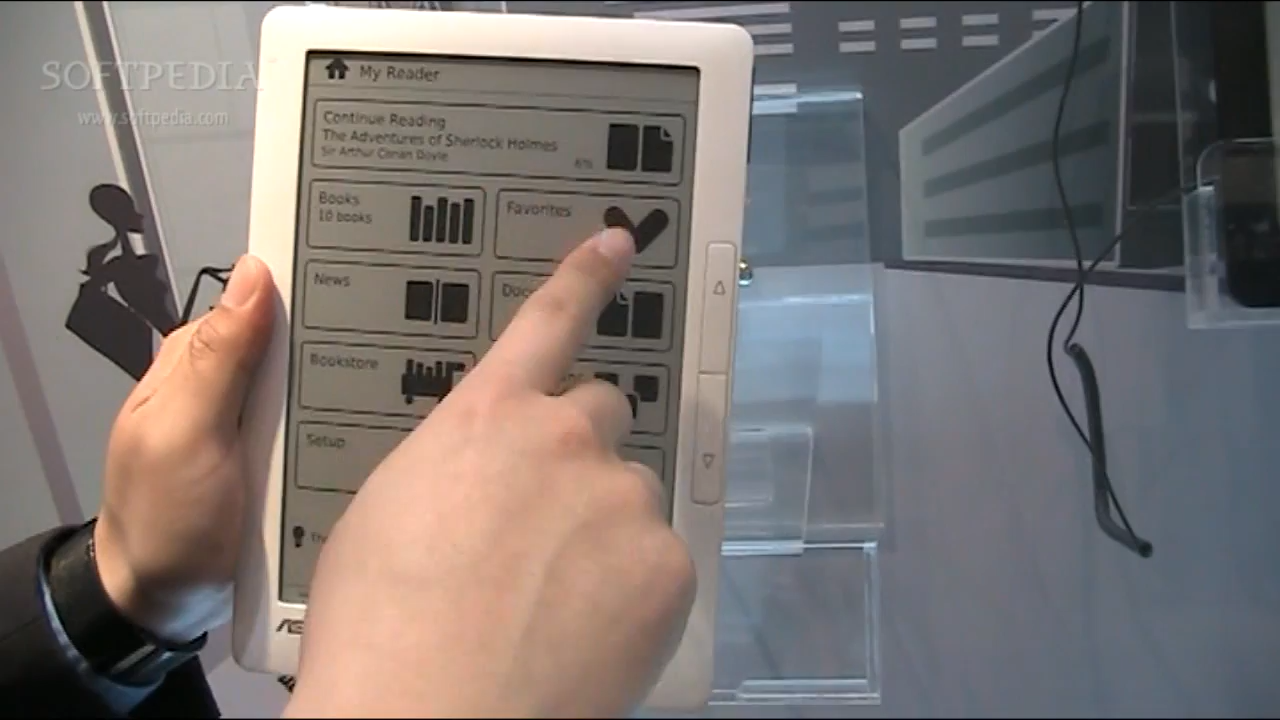 SOFTPEDIA
www.softpedia.com
My Reader
Continue Reading
The Adventures of Sherlock Holmes
Sir Arthur Conan Doyle
Books
10 books
Favorites
News
Bookstore
Setup